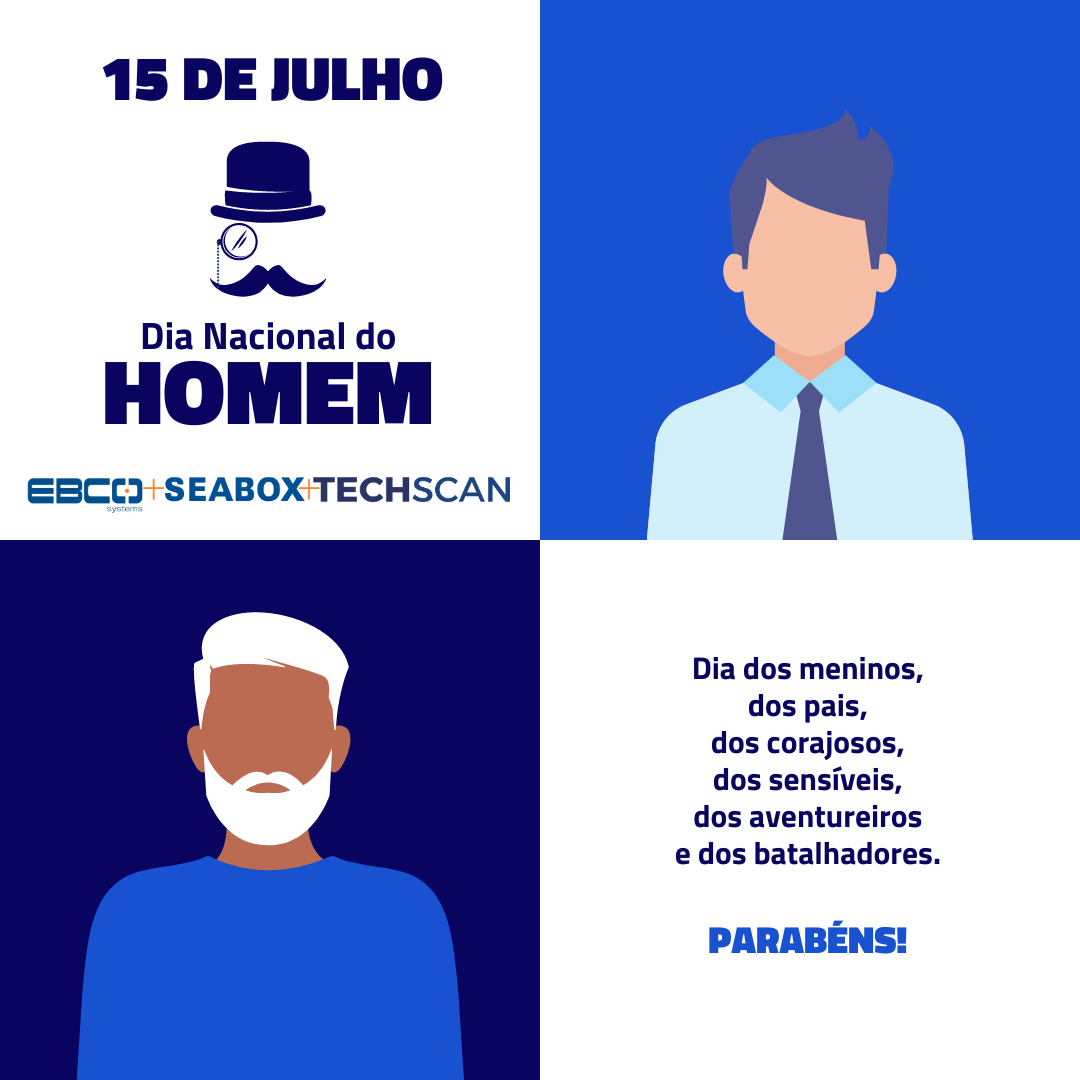 15 DE JULHO
Dia Nacional do
HOMEM
EBCO systems + SEABOX + TECHSCAN
Dia dos meninos,
dos pais,
dos corajosos,
dos sensíveis,
dos aventureiros
e dos batalhadores.
PARABÉNS!